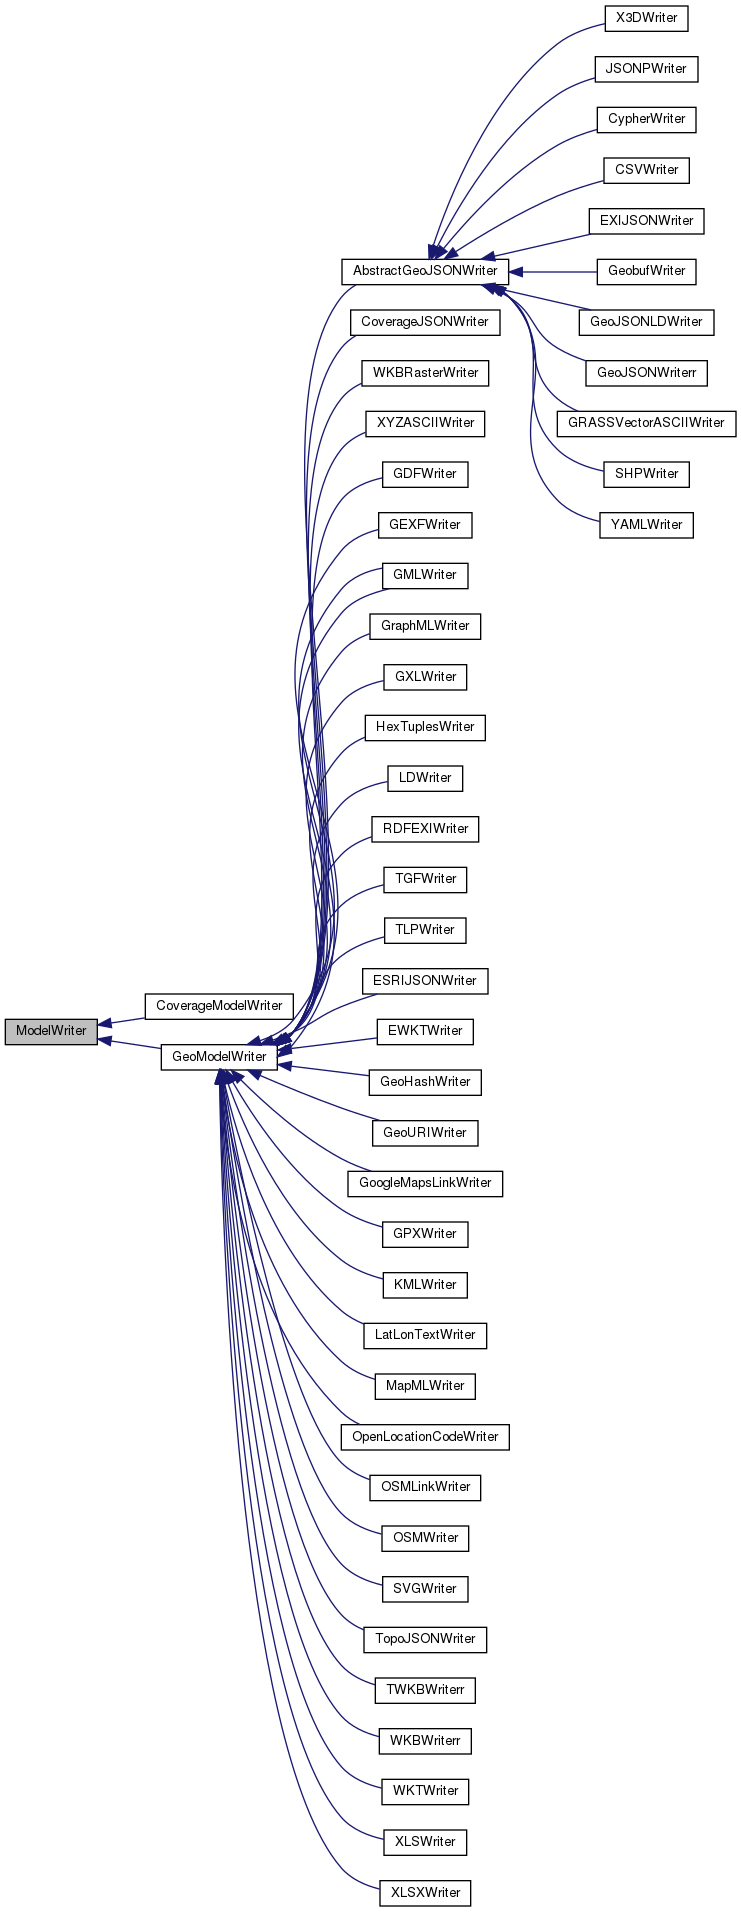 X3DWriter
JSONPWriter
CypherWriter
CSVWriter
EXIJSONWriter
AbstractGeoJSONWriter
GeobufWriter
CoverageJSONWriter
GeoJSONLDWriter
WKBRasterWriter
GeoJSONWriterr
XYZASCIIWriter
GRASSVectorASCIIWriter
GDFWriter
SHPWriter
GEXFWriter
YAMLWriter
GMLWriter
GraphMLWriter
GXLWriter
HexTuplesWriter
LDWriter
RDFEXIWriter
TGFWriter
TLPWriter
ESRIJSONWriter
CoverageModelWriter
ModelWriter
EWKTWriter
GeoModelWriter
GeoHashWriter
GeoURIWriter
GoogleMapsLinkWriter
GPXWriter
KMLWriter
LatLonTextWriter
MapMLWriter
OpenLocationCodeWriter
OSMLinkWriter
OSMWriter
SVGWriter
TopoJSONWriter
TWKBWriterr
WKBWriterr
WKTWriter
XLSWriter
XLSXWriter